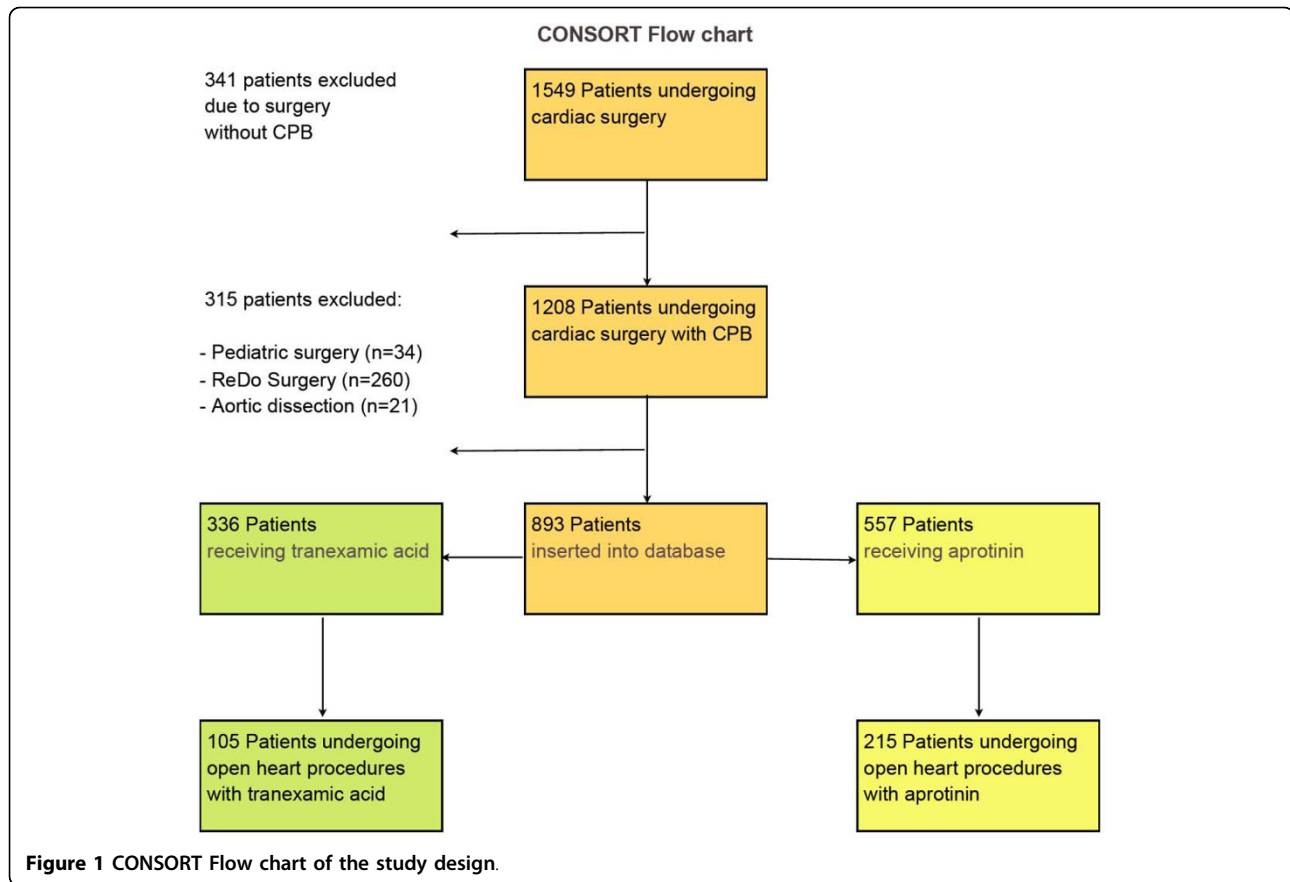 CONSORT Flow chart
341 patients excluded
due to surgery
without CPB
1549 Patients undergoing
cardiac surgery
315 patients excluded:
- Pediatric surgery (n=34)
- ReDo Surgery (n=260)
- Aortic dissection (n=21)
1208 Patients undergoing
cardiac surgery with CPB
336 Patients
receiving tranexamic acid
893 Patients
inserted into database
557 Patients
receiving aprotinin
105 Patients undergoing
open heart procedures
with tranexamic acid
215 Patients undergoing
open heart procedures
with aprotinin
Figure 1 CONSORT Flow chart of the study design.